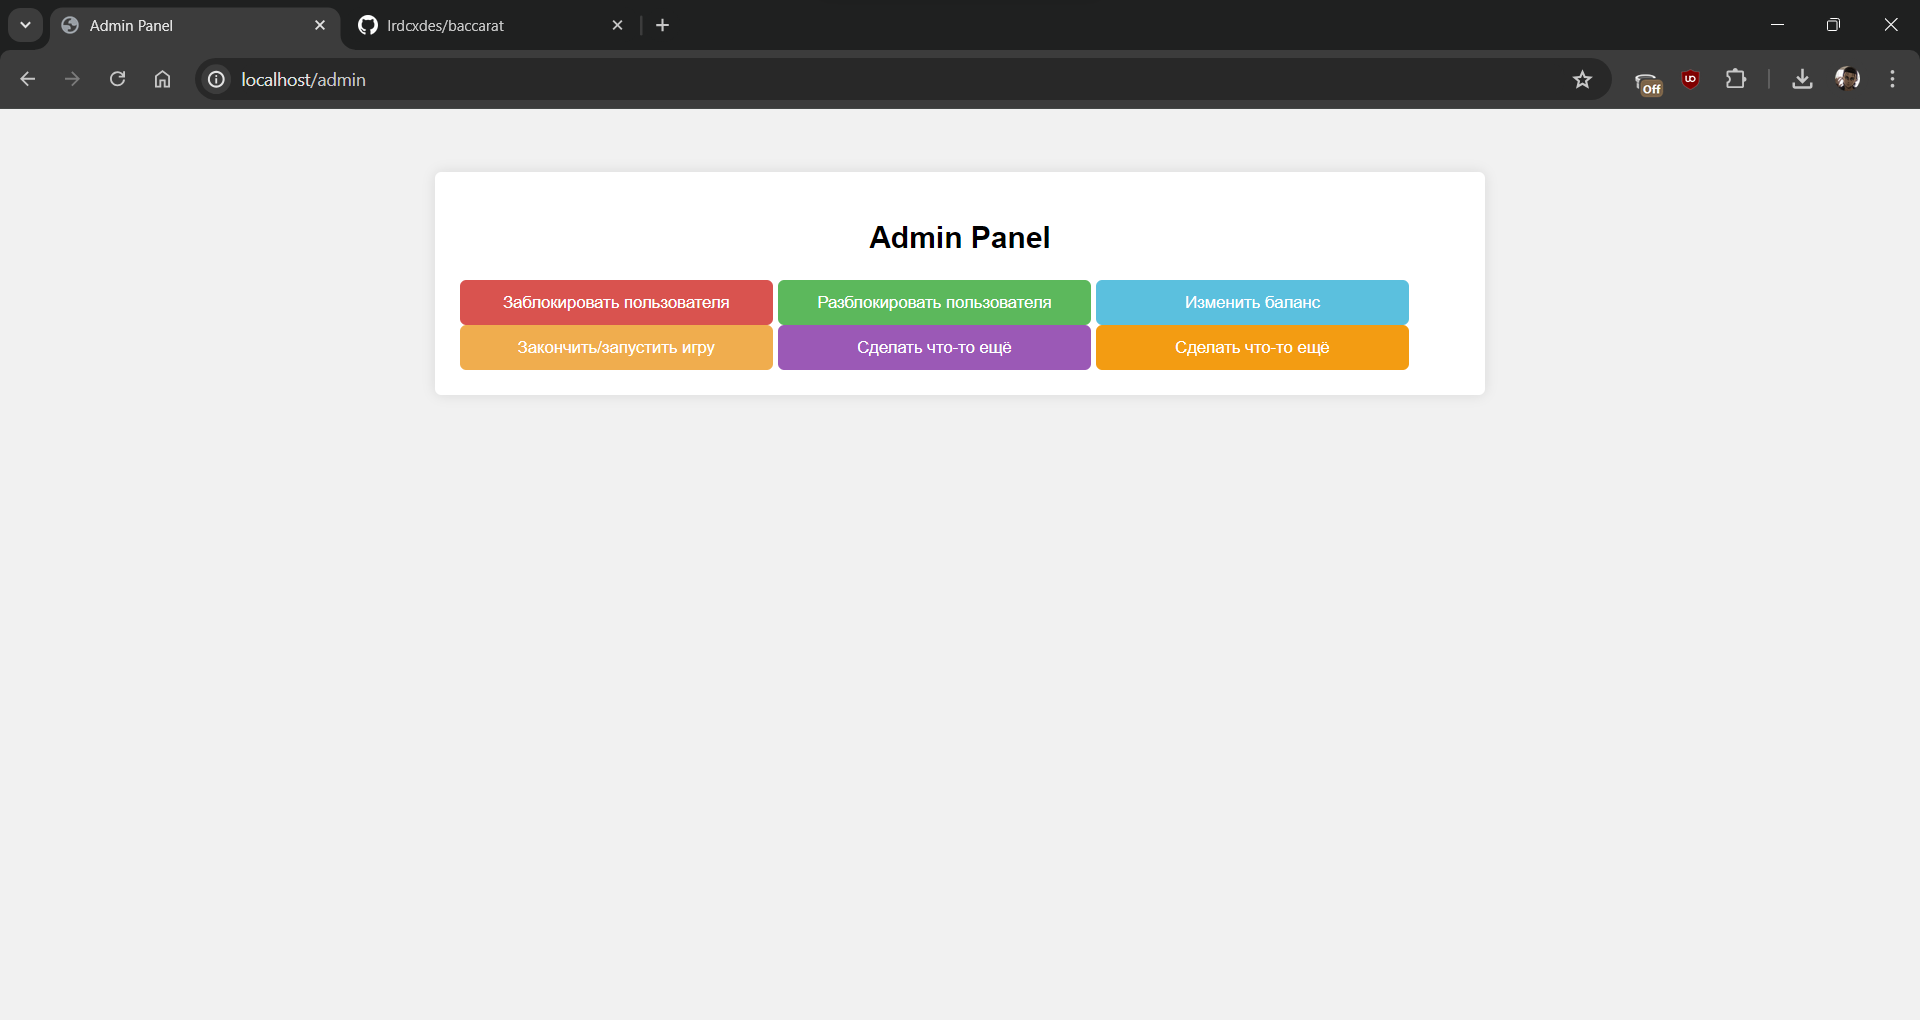 Admin Panel
lrdcxdes/baccarat
localhost/admin
Off
Admin Panel
Заблокировать пользователя
Разблокировать пользователя
Изменить баланс
Закончить/запустить игру
Сделать что-то ещё
Сделать что-то ещё